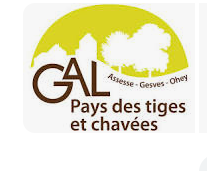 GAL
Assesse - Gesves - Ohey
Pays des tiges
et chavées